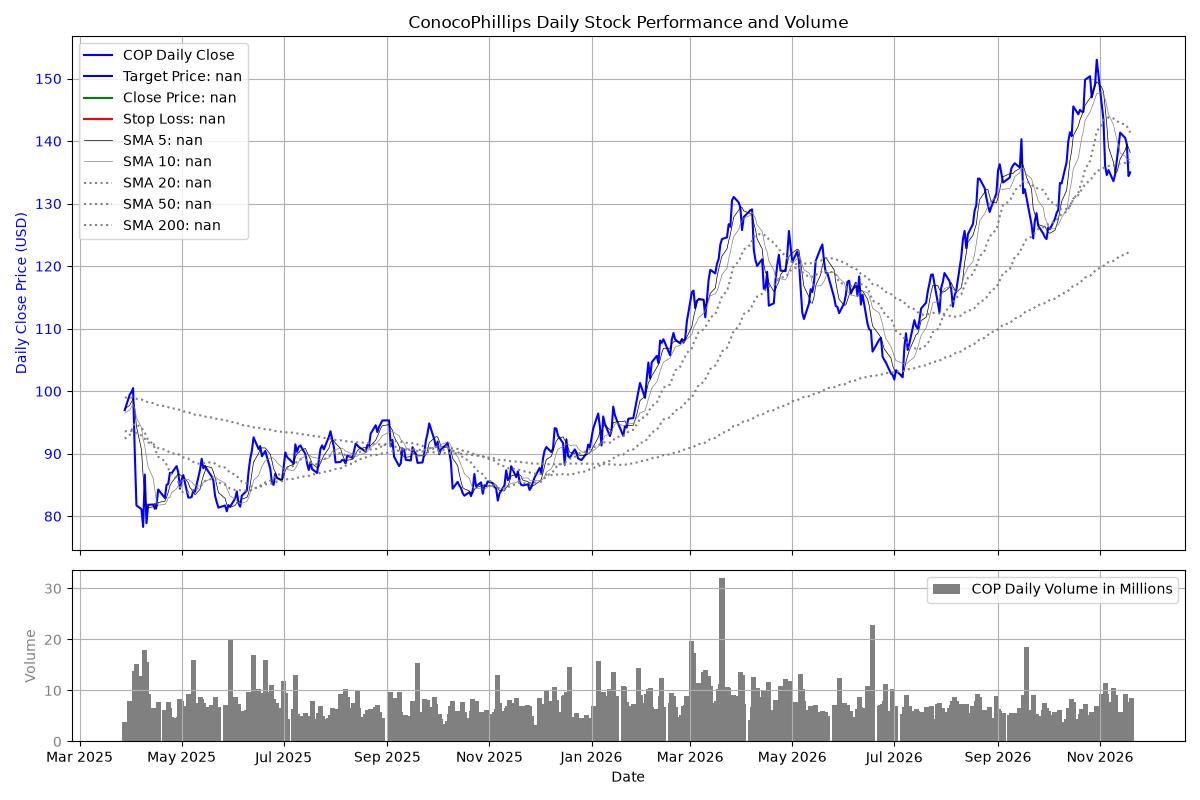 ConocoPhillips Daily Stock Performance and Volume
COP Daily Close
Target Price: nan
Close Price: nan
Stop Loss: nan
SMA 5: nan
SMA 10: nan
SMA 20: nan
SMA 50: nan
SMA 200: nan
Daily Close Price (USD)
150
140
130
120
110
100
90
80
COP Daily Volume in Millions
Volume
30
20
10
0
Mar 2025 May 2025 Jul 2025 Sep 2025 Nov 2025 Jan 2026 Mar 2026 May 2026 Jul 2026 Sep 2026 Nov 2026
Date